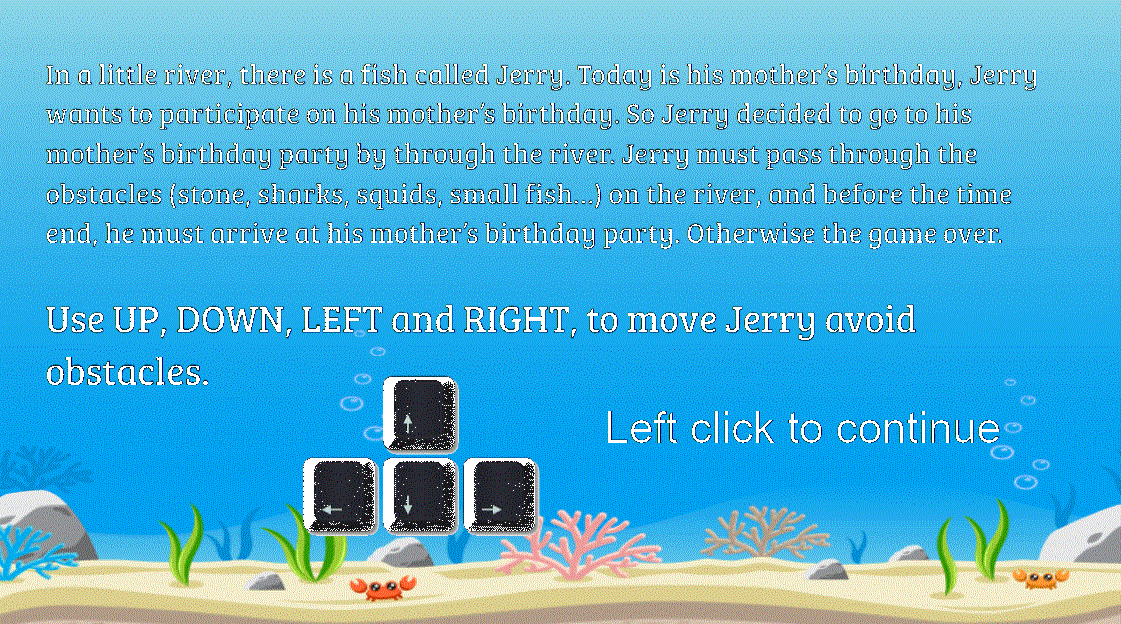 In a little river, there is a fish called Jerry. Today is his mother's birthday, Jerry
wants to participate on his mother's birthday. So Jerry decided to go to his
mother's birthday party by through the river. Jerry must pass through the
obstacles (stone, sharks, squids, small fish...) on the river, and before the time
end, he must arrive at his mother's birthday party. Otherwise the game over.
Use UP, DOWN, LEFT and RIGHT, to move Jerry avoid
obstacles.
Left click to continue